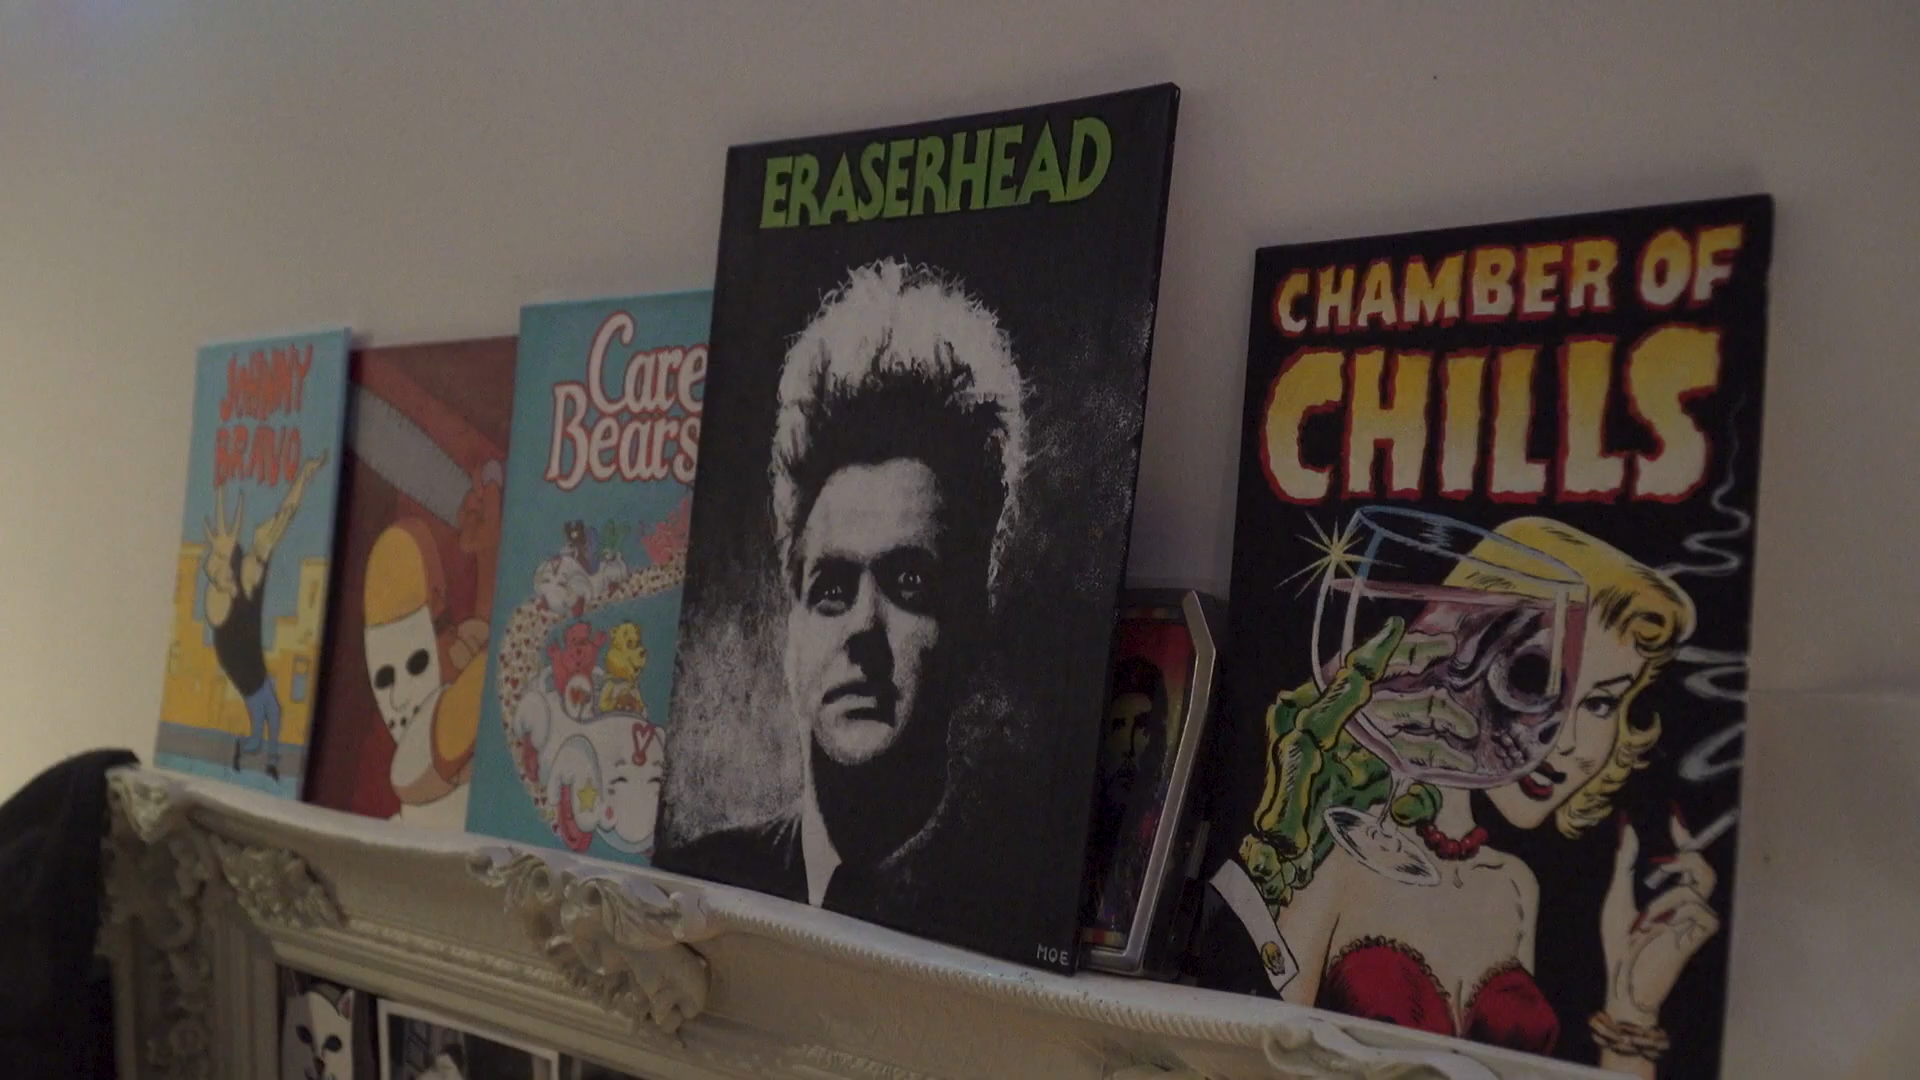 JOHNNY
BRAVO
Care
Bears
ERASERHEAD
MOE
CHAMBER OF
CHILLS